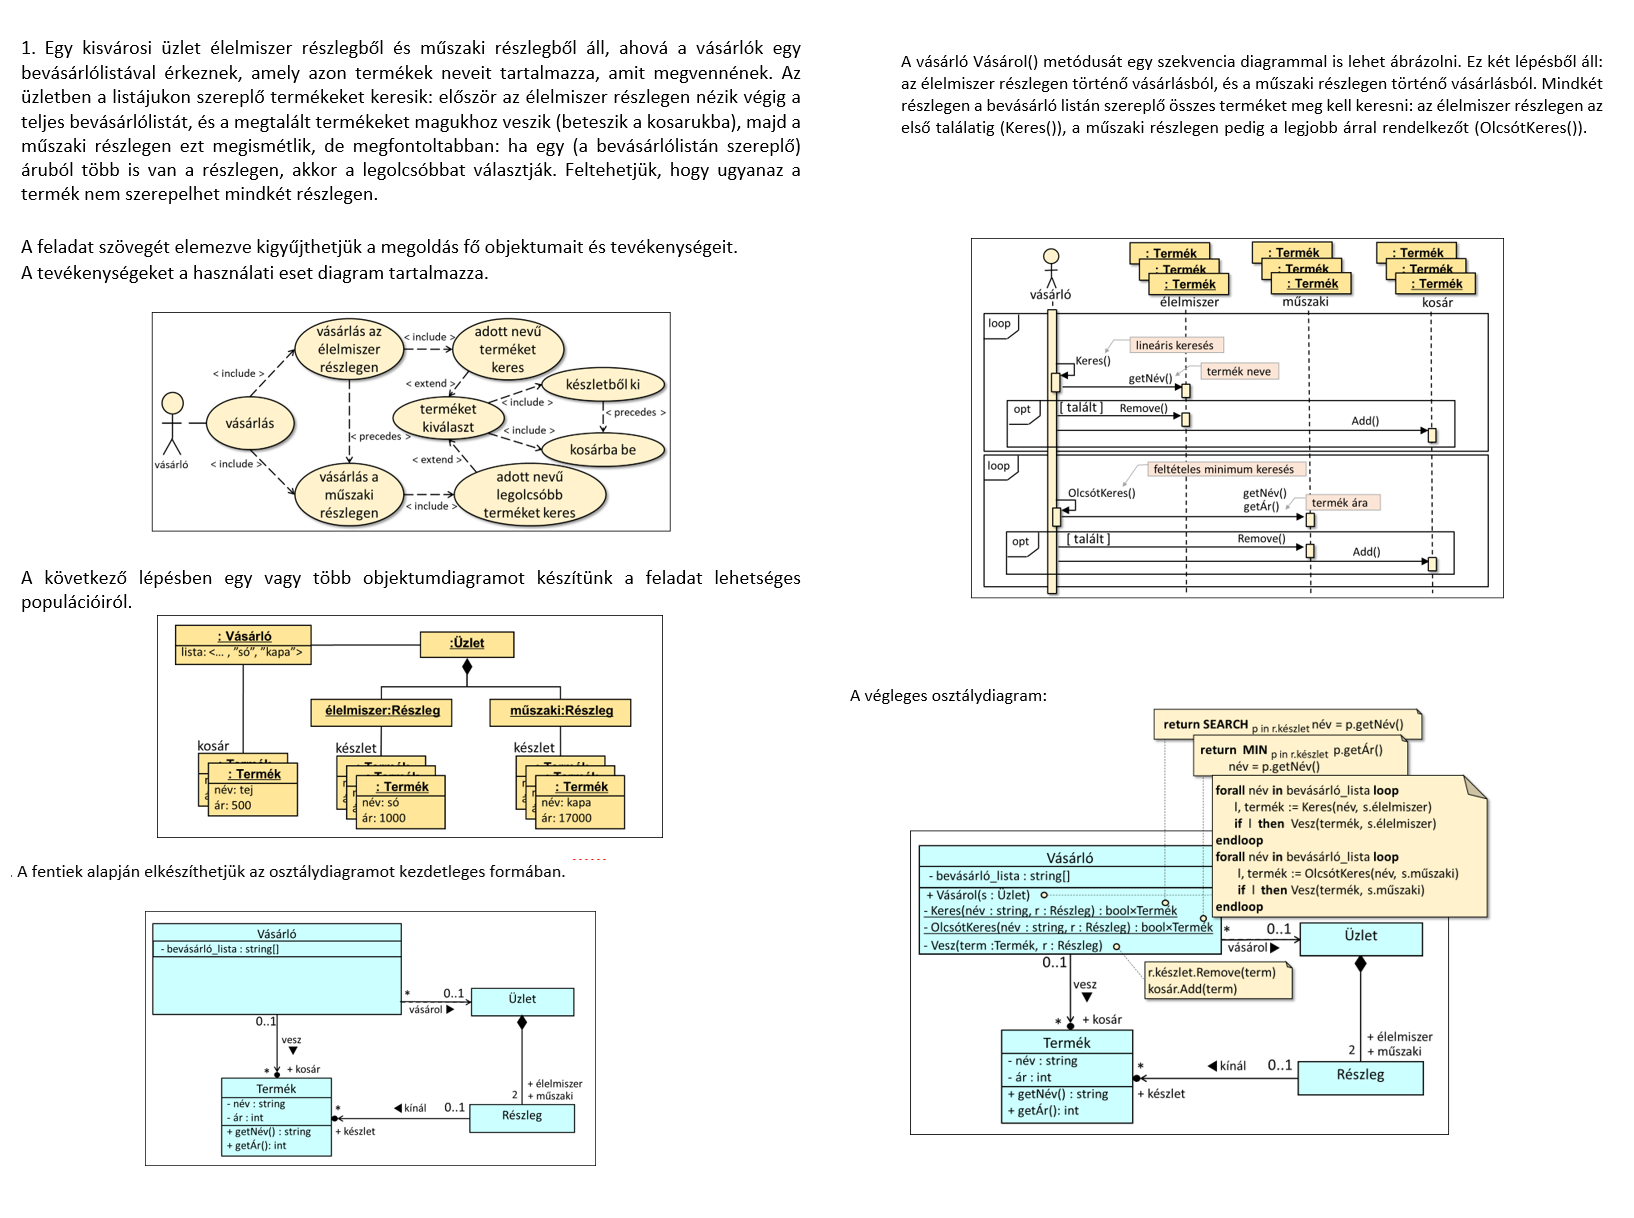 1. Egy kisvárosi üzlet élelmiszer részlegből és műszaki részlegből áll, ahová a vásárlók egy
bevásárlólistával érkeznek, amely azon termékek neveit tartalmazza, amit megvennének. Az
üzletben a listájukon szereplő termékeket keresik: először az élelmiszer részlegen nézik végig a
teljes bevásárlólistát, és a megtalált termékeket magukhoz veszik (beteszik a kosarukba), majd a
műszaki részlegen ezt megismétlik, de megfontoltabban: ha egy (a bevásárlólistán szereplő)
áruból több is van a részlegen, akkor a legolcsóbbat választják. Feltehetjük, hogy ugyanaz a
termék nem szerepelhet mindkét részlegen.
A feladat szövegét elemezve kigyűjthetjük a megoldás fő objektumait és tevékenységeit.
A tevékenységeket a használati eset diagram tartalmazza.
vásárló
vásárlás
< include >
< include >
vásárlás az
élelmiszer
részlegen
< precedes >
vásárlás a
műszaki
részlegen
< include >
< include >
adott nevű
terméket
keres
< extend >
terméket
kiválaszt
< extend >
adott nevű
legolcsóbb
terméket keres
< include >
< include >
készletből ki
< precedes >
kosárba be
A következő lépésben egy vagy több objektumdiagramot készítünk a feladat lehetséges
populációiról.
: Vásárló
lista: <... , "só", "kapa">
:Üzlet
élelmiszer:Részleg
műszaki:Részleg
kosár
: Termék
név: tej
ár: 500
készlet
: Termék
név: só
ár: 1000
készlet
: Termék
név: kapa
ár: 17000
. A fentiek alapján elkészíthetjük az osztálydiagramot kezdetleges formában.
Vásárló
- bevásárló_lista : string[]
* 0..1
vásárol ▶
Üzlet
0..1
vesz
▼
* + kosár
Termék
- név : string
- ár : int
+ getNév() : string
+ getÁr(): int
*
+ készlet
◀ kínál 0..1
+ élelmiszer
2 + műszaki
Részleg
A vásárló Vásárol() metódusát egy szekvencia diagrammal is lehet ábrázolni. Ez két lépésből áll:
az élelmiszer részlegen történő vásárlásból, és a műszaki részlegen történő vásárlásból. Mindkét
részlegen a bevásárló listán szereplő összes terméket meg kell keresni: az élelmiszer részlegen az
első találatig (Keres()), a műszaki részlegen pedig a legjobb árral rendelkezőt (OlcsótKeres()).
vásárló
: Termék
: Termék
: Termék
élelmiszer
: Termék
: Termék
: Termék
műszaki
: Termék
: Termék
: Termék
kosár
loop
lineáris keresés
Keres()
termék neve
getNév()
opt
[ talált ] Remove()
Add()
loop
feltételes minimum keresés
OlcsótKeres()
getNév()
getÁr()
termék ára
opt
[ talált ]
Remove()
Add()
A végleges osztálydiagram:
return SEARCH p in r.készlet név = p.getNév()
return MIN p in r.készlet p.getÁr()
név = p.getNév()
forall név in bevásárló_lista loop
l, termék := Keres(név, s.élelmiszer)
if l then Vesz(termék, s.élelmiszer)
endloop
forall név in bevásárló_lista loop
l, termék := OlcsótKeres(név, s.műszaki)
if l then Vesz(termék, s.műszaki)
endloop
Vásárló
- bevásárló_lista : string[]
+ Vásárol(s : Üzlet)
- Keres(név : string, r : Részleg) : bool×Termék
- OlcsótKeres(név : string, r : Részleg) : bool×Termék
- Vesz(term :Termék, r : Részleg)
* 0..1
vásárol ▶
Üzlet
r.készlet.Remove(term)
kosár.Add(term)
0..1
vesz
▼
* + kosár
Termék
- név : string
- ár : int
+ getNév() : string
+ getÁr(): int
*
+ készlet
◀ kínál 0..1
+ élelmiszer
2 + műszaki
Részleg